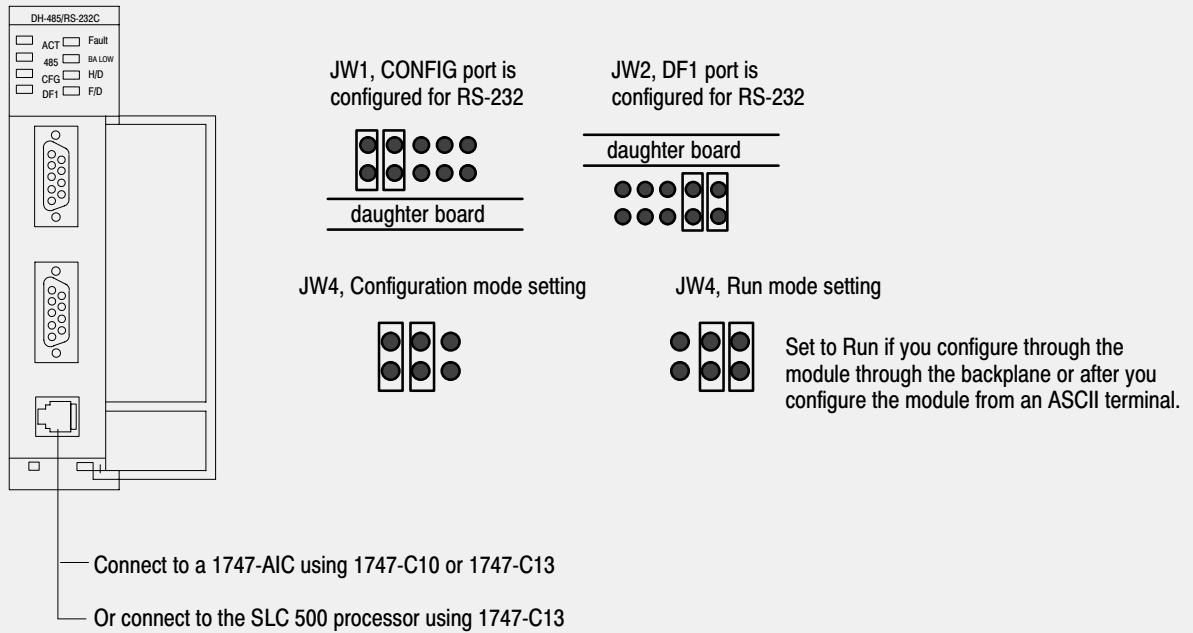 DH-485/RS-232C
ACT Fault
485 BA LOW
CFG H/D
DF1 F/D
JW1, CONFIG port is
configured for RS-232
daughter board
JW2, DF1 port is
configured for RS-232
daughter board
JW4, Configuration mode setting
JW4, Run mode setting
Set to Run if you configure through the
module through the backplane or after you
configure the module from an ASCII terminal.
Connect to a 1747-AIC using 1747-C10 or 1747-C13
Or connect to the SLC 500 processor using 1747-C13